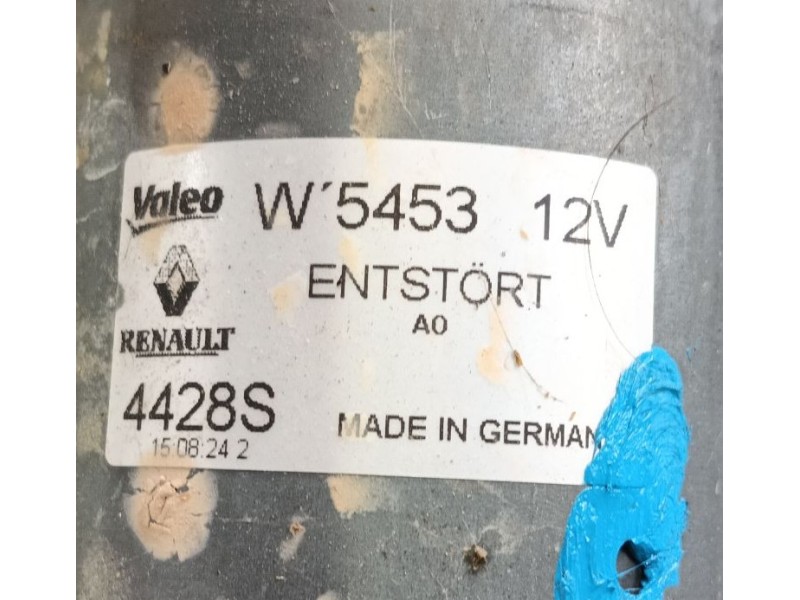 Valeo W´5453 12V
ENTSTÖRT
A0
RENAULT
4428S
MADE IN GERMAN
15:08:24 2